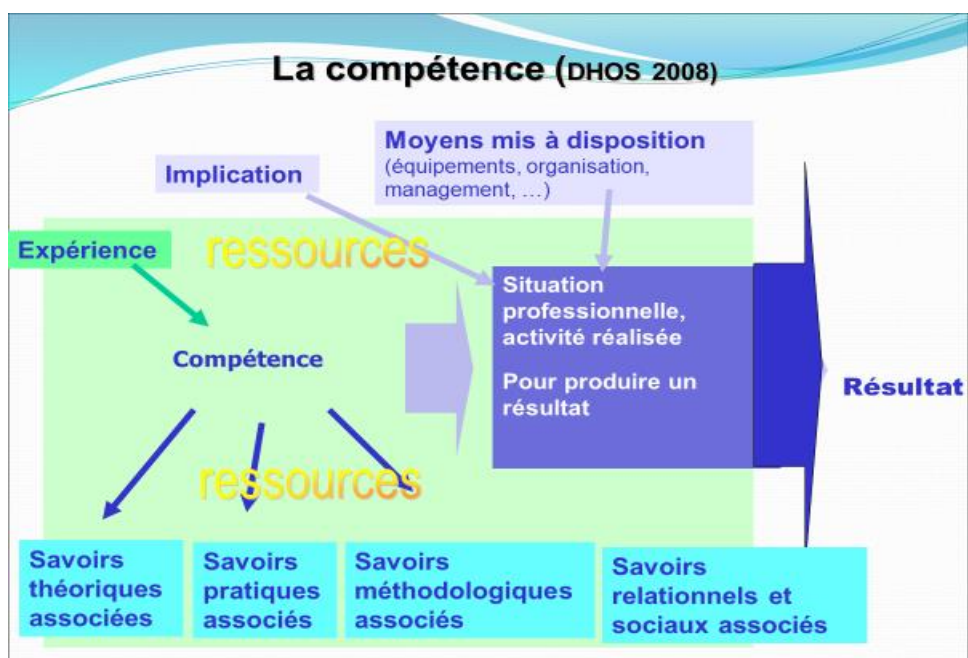 La compétence (DHOS 2008)
Moyens mis à disposition
(équipements, organisation,
management, …)
Implication
Expérience
ressources
Situation
professionnelle,
activité réalisée
Pour produire un
résultat
Compétence
Résultat
ressources
Savoirs
théoriques
associées
Savoirs
pratiques
associés
Savoirs
méthodologiques
associés
Savoirs
relationnels et
sociaux associés